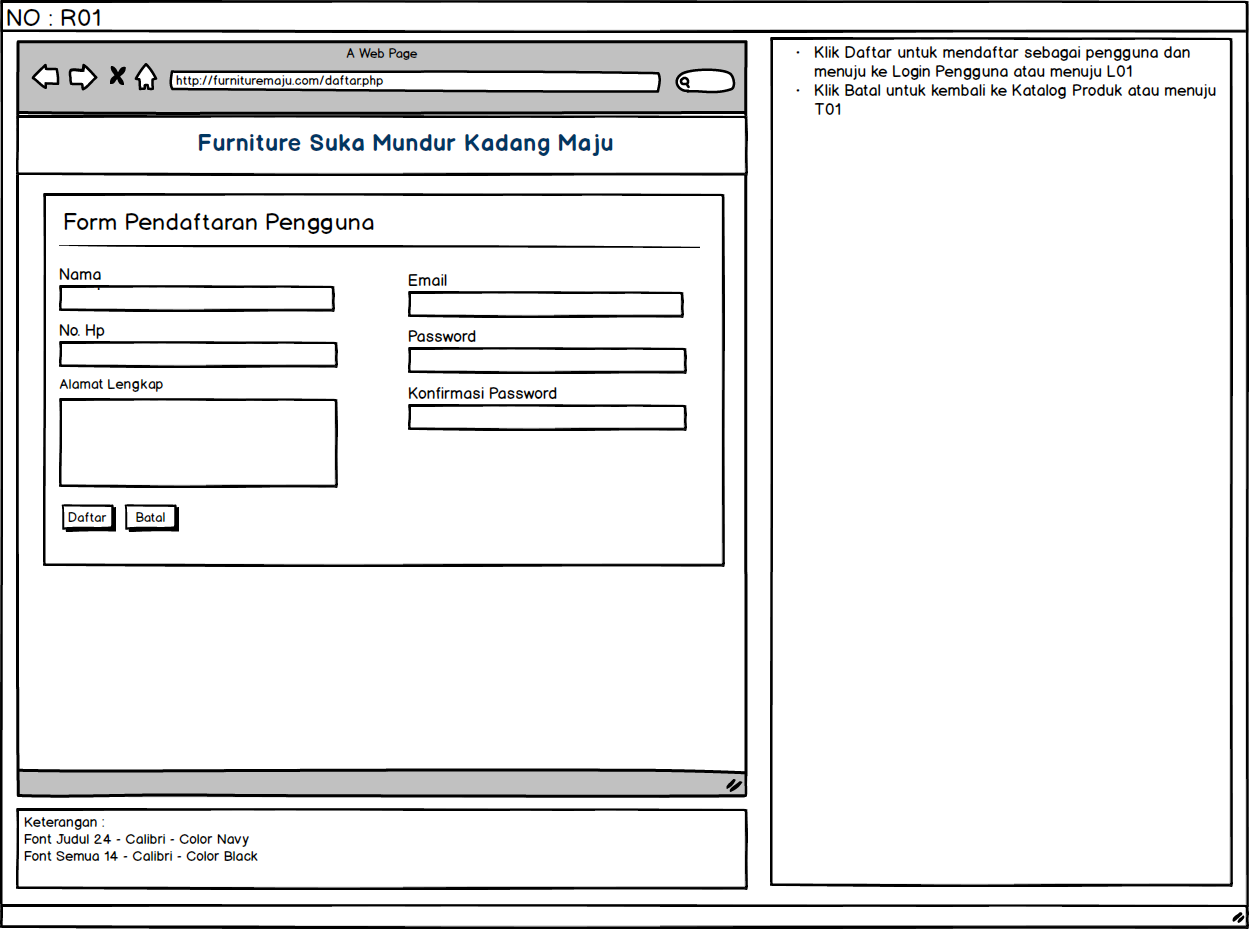 NO : R01
A Web Page
http://furnituremaju.com/daftar.php
Furniture Suka Mundur Kadang Maju
Form Pendaftaran Pengguna
Nama
No. Hp
Alamat Lengkap
Email
Password
Konfirmasi Password
Daftar
Batal
Keterangan :
Font Judul 24 - Calibri - Color Navy
Font Semua 14 - Calibri - Color Black
· Klik Daftar untuk mendaftar sebagai pengguna dan
menuju ke Login Pengguna atau menuju L01
· Klik Batal untuk kembali ke Katalog Produk atau menuju
T01